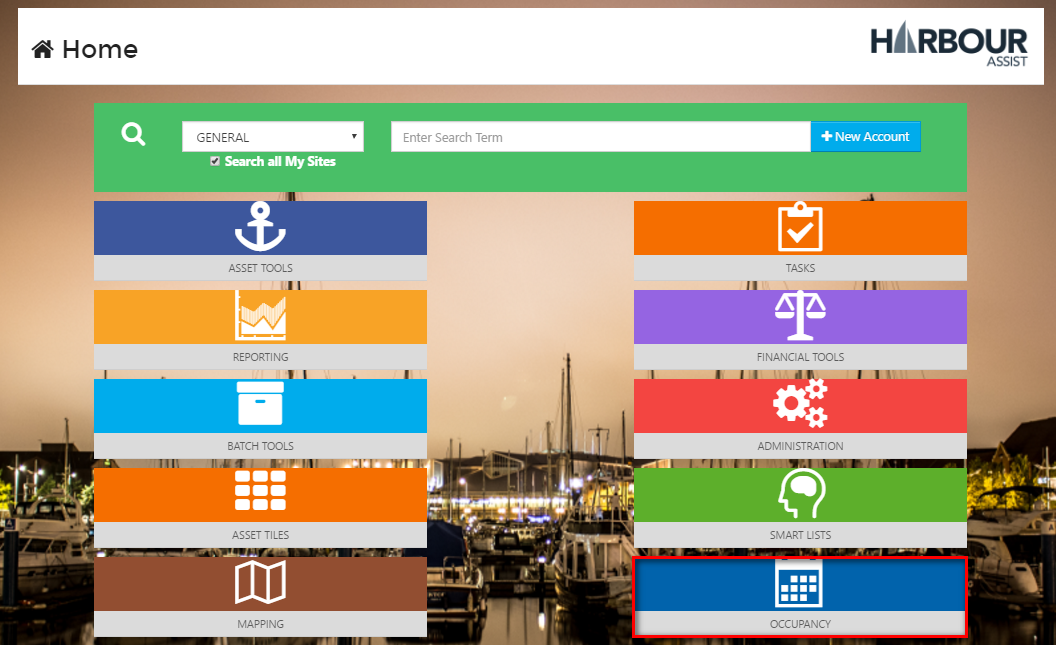 Home
HARBOUR
ASSIST
GENERAL
Enter Search Term
New Account
Search all My Sites
ASSET TOOLS
TASKS
REPORTING
FINANCIAL TOOLS
BATCH TOOLS
ADMINISTRATION
ASSET TILES
SMART LISTS
MAPPING
OCCUPANCY